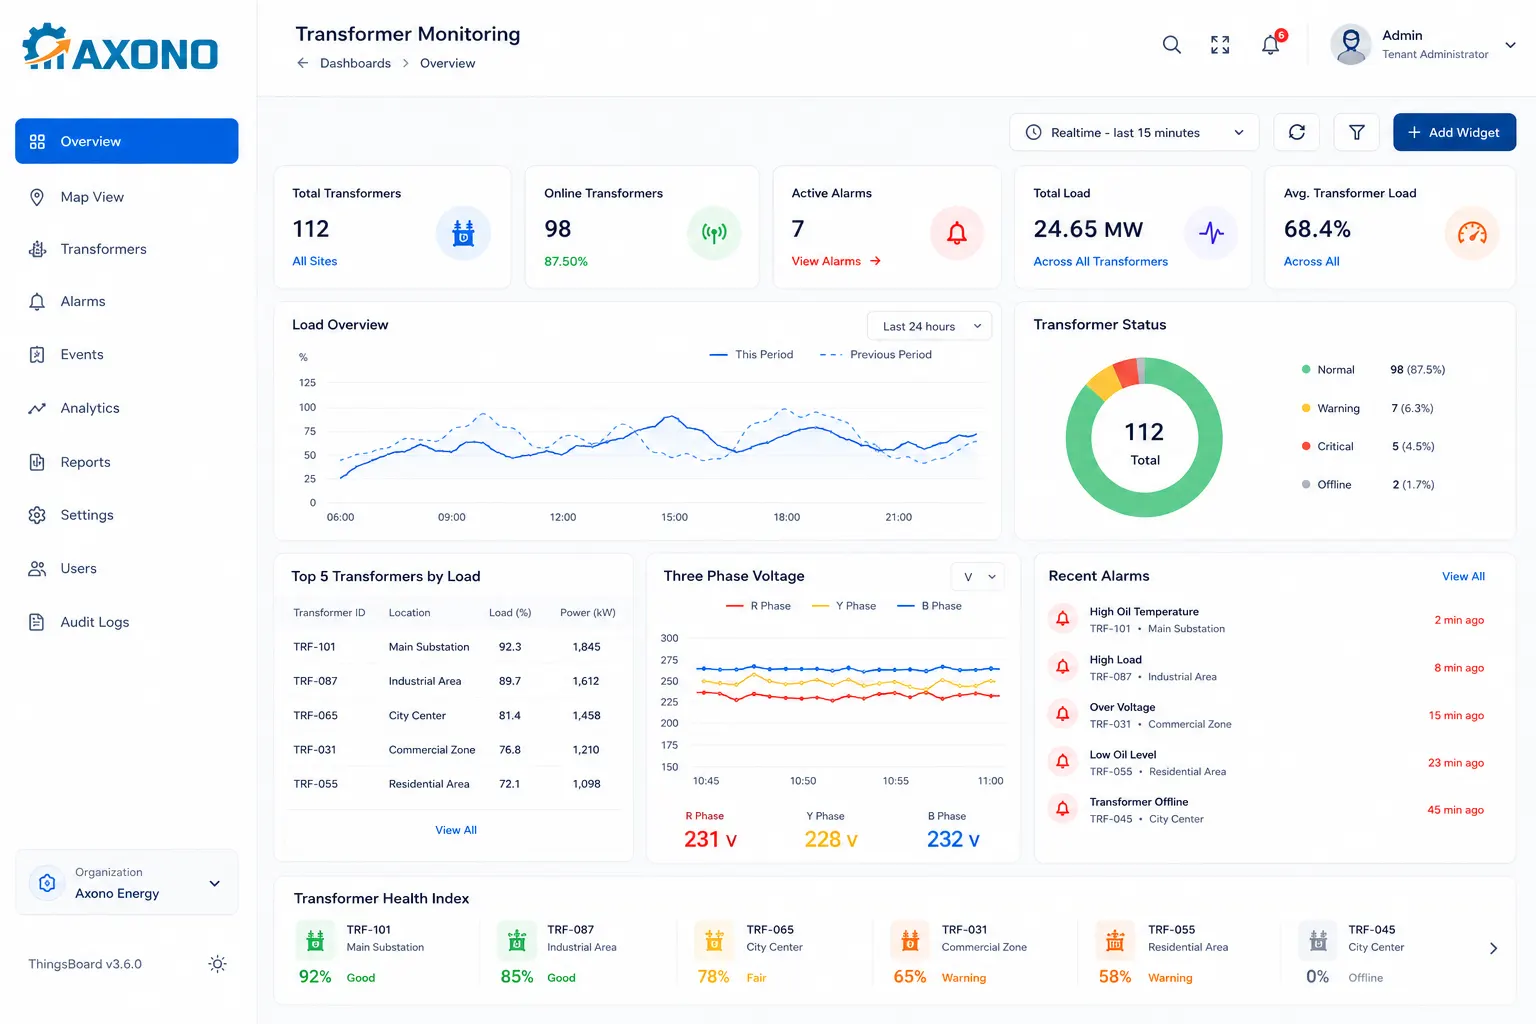 AXONO
Transformer Monitoring
Dashboards
Overview
6
Admin
Tenant Administrator
Overview
Map View
Transformers
Alarms
Events
Analytics
Reports
Settings
Users
Audit Logs
Organization
Axono Energy
ThingsBoard v3.6.0
Realtime - last 15 minutes
Add Widget
Total Transformers
112
All Sites
Online Transformers
98
87.50%
Active Alarms
7
View Alarms →
Total Load
24.65 MW
Across All Transformers
Avg. Transformer Load
68.4%
Across All
Load Overview
Last 24 hours
This Period
Previous Period
%
125
100
75
50
25
0
06:00 09:00 12:00 15:00 18:00 21:00
Transformer Status
112
Total
Normal 98 (87.5%)
Warning 7 (6.3%)
Critical 5 (4.5%)
Offline 2 (1.7%)
Top 5 Transformers by Load
Transformer ID Location Load (%) Power (kW)
TRF-101 Main Substation 92.3 1,845
TRF-087 Industrial Area 89.7 1,612
TRF-065 City Center 81.4 1,458
TRF-031 Commercial Zone 76.8 1,210
TRF-055 Residential Area 72.1 1,098
View All
Three Phase Voltage
V
R Phase Y Phase B Phase
300
275
250
225
200
175
150
10:45 10:50 10:55 11:00
R Phase Y Phase B Phase
231 V 228 V 232 V
Recent Alarms
View All
High Oil Temperature
TRF-101 • Main Substation
2 min ago
High Load
TRF-087 • Industrial Area
8 min ago
Over Voltage
TRF-031 • Commercial Zone
15 min ago
Low Oil Level
TRF-055 • Residential Area
23 min ago
Transformer Offline
TRF-045 • City Center
45 min ago
Transformer Health Index
TRF-101
Main Substation
92% Good
TRF-087
Industrial Area
85% Good
TRF-065
City Center
78% Fair
TRF-031
Commercial Zone
65% Warning
TRF-055
Residential Area
58% Warning
TRF-045
City Center
0% Offline